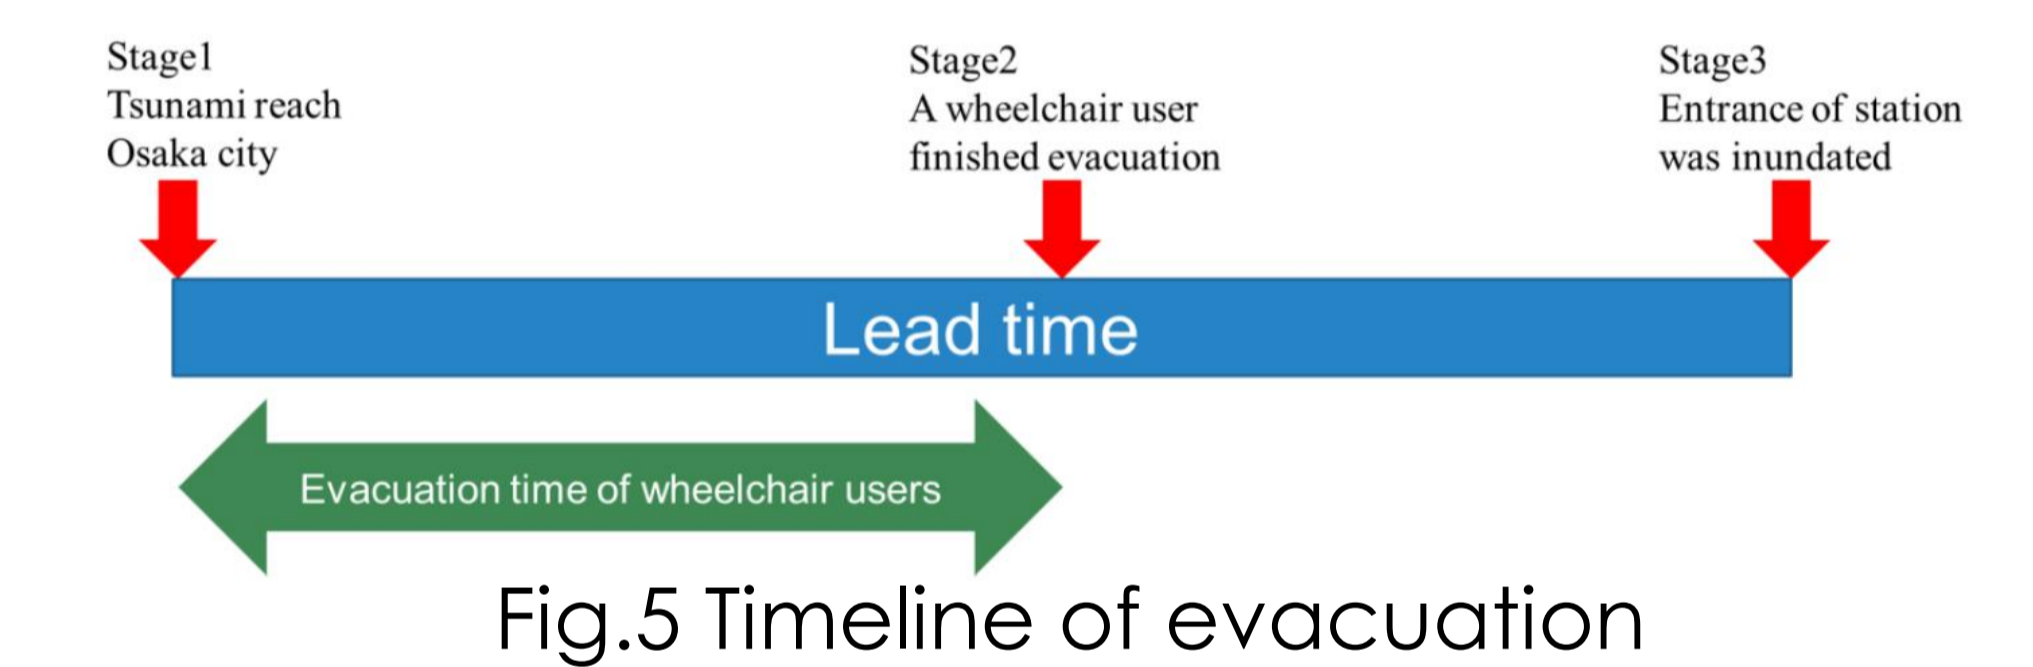 Stage1
Tsunami reach
Osaka city
Stage2
A wheelchair user
finished evacuation
Stage3
Entrance of station
was inundated
Lead time
Evacuation time of wheelchair users
Fig.5 Timeline of evacuation